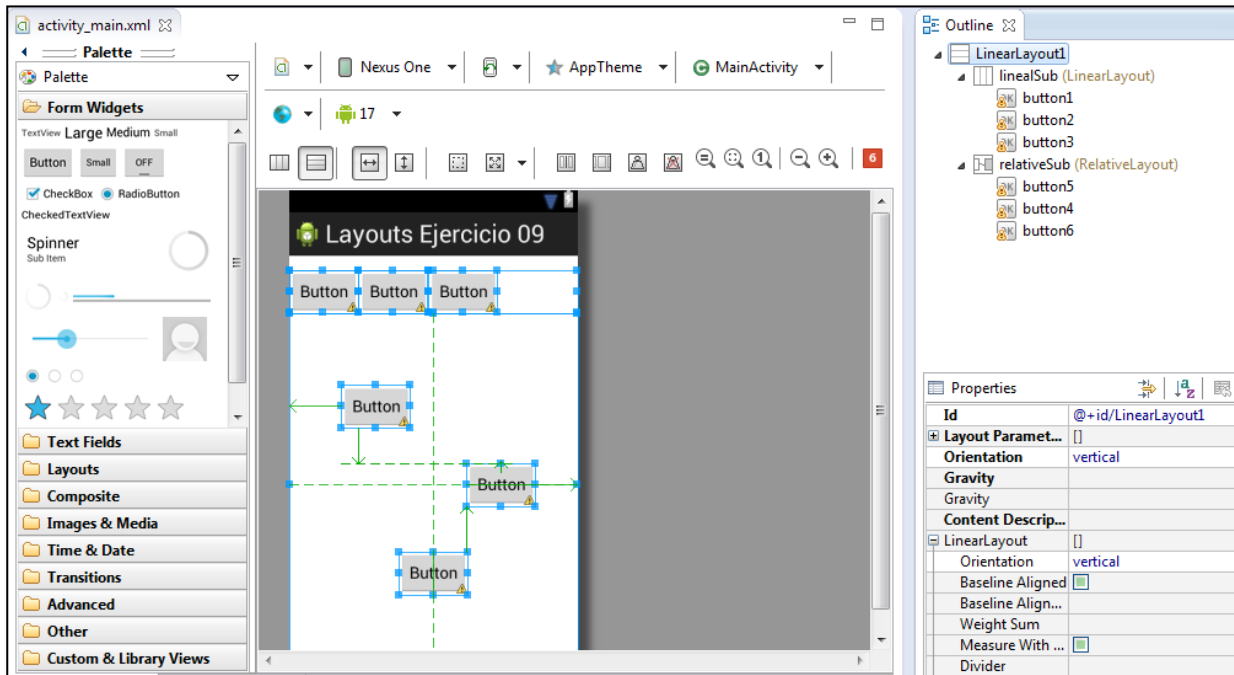 activity_main.xml
Palette
Palette
Form Widgets
TextView Large Medium Small
Button Small OFF
CheckBox RadioButton
CheckedTextView
Spinner
Sub Item
Text Fields
Layouts
Composite
Images & Media
Time & Date
Transitions
Advanced
Other
Custom & Library Views
Nexus One
AppTheme
MainActivity
17
1
6
Layouts Ejercicio 09
Button Button Button
Button
Button
Button
Outline
LinearLayout1
linealSub (LinearLayout)
button1
button2
button3
relativeSub (RelativeLayout)
button5
button4
button6
Properties
Id @+id/LinearLayout1
Layout Paramet... []
Orientation vertical
Gravity
Gravity
Content Descrip...
LinearLayout []
Orientation vertical
Baseline Aligned
Baseline Align...
Weight Sum
Measure With ...
Divider